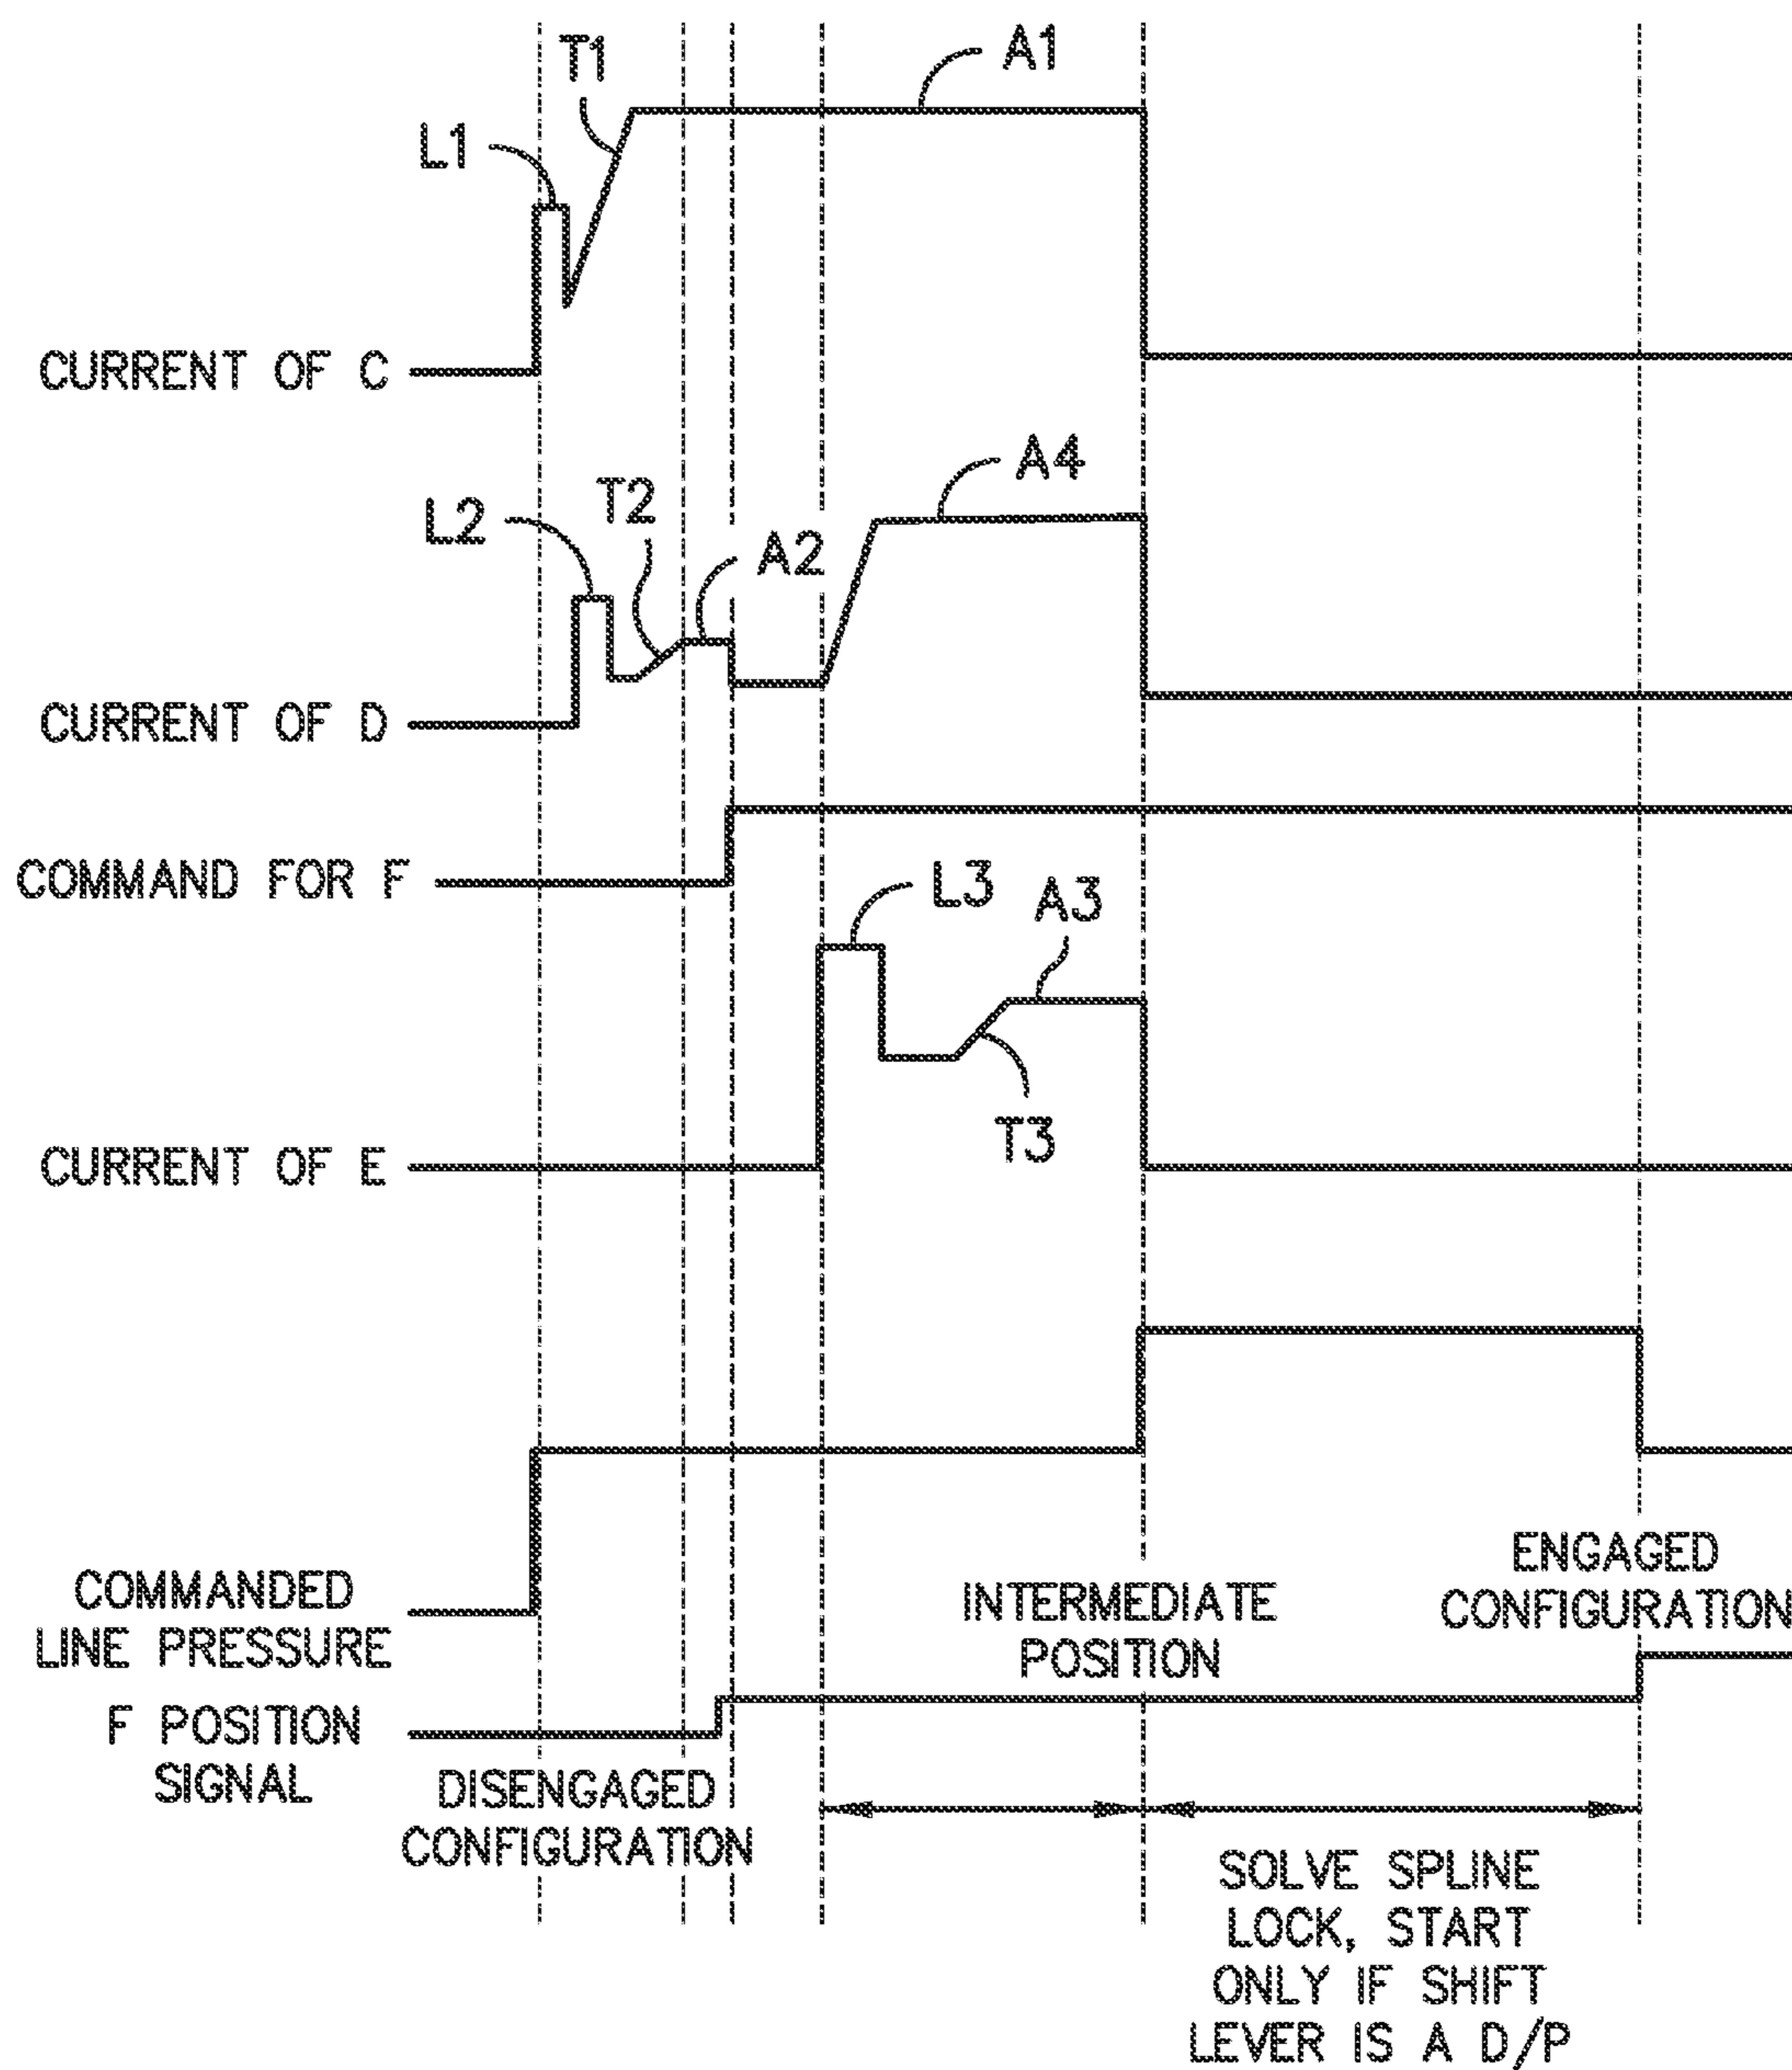 T1
A1
L1
CURRENT OF C
A4
T2
L2
A2
CURRENT OF D
COMMAND FOR F
L3
A3
T3
CURRENT OF E
ENGAGED
CONFIGURATION
COMMANDED
LINE PRESSURE
INTERMEDIATE
POSITION
F POSITION
SIGNAL
DISENGAGED
CONFIGURATION
SOLVE SPLINE
LOCK, START
ONLY IF SHIFT
LEVER IS A D/P